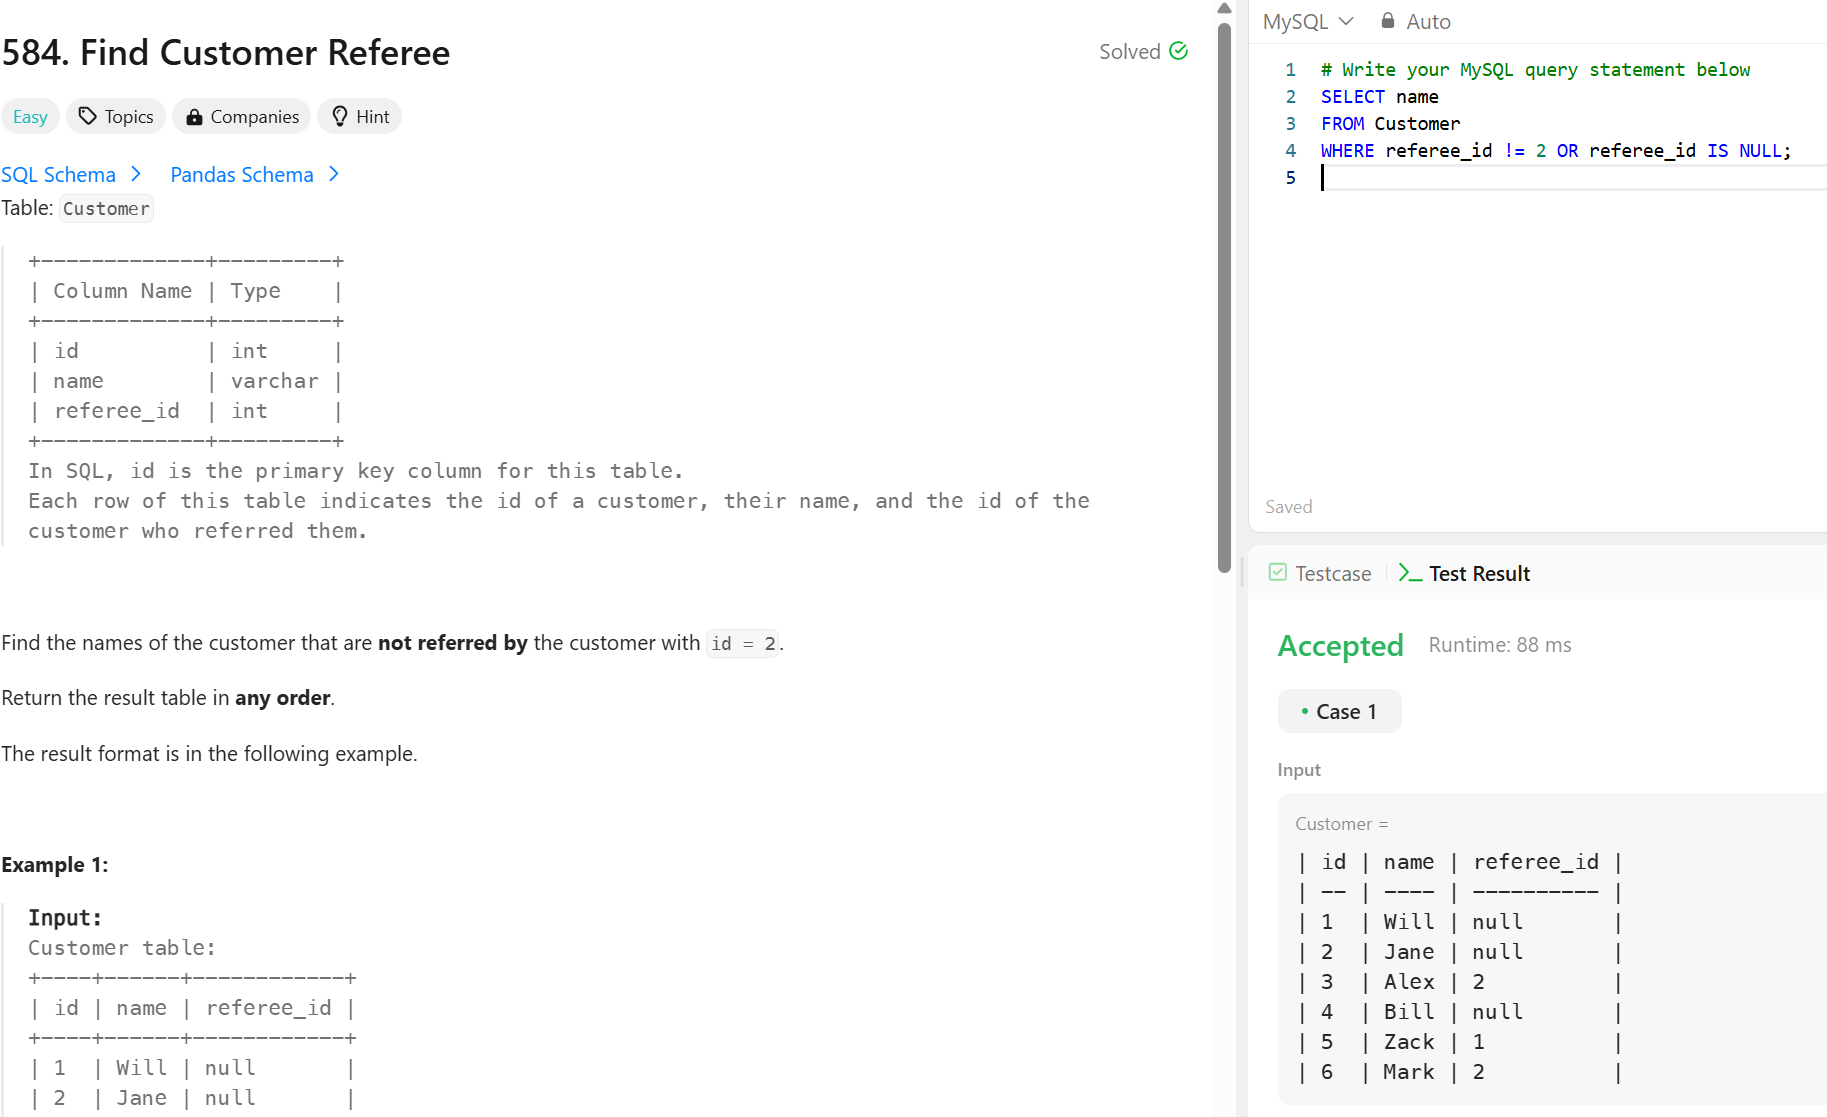 584. Find Customer Referee
Solved
Easy
Topics
Companies
Hint
SQL Schema
Pandas Schema
Table: Customer
+-------------+---------+
| Column Name | Type    |
+-------------+---------+
| id          | int     |
| name        | varchar |
| referee_id  | int     |
+-------------+---------+
In SQL, id is the primary key column for this table.
Each row of this table indicates the id of a customer, their name, and the id of the
customer who referred them.
Find the names of the customer that are not referred by the customer with id = 2.
Return the result table in any order.
The result format is in the following example.
Example 1:
Input:
Customer table:
+----+------+------------+
| id | name | referee_id |
+----+------+------------+
| 1  | Will | null       |
| 2  | Jane | null       |
MySQL
Auto
1 # Write your MySQL query statement below
2 SELECT name
3 FROM Customer
4 WHERE referee_id != 2 OR referee_id IS NULL;
5
Saved
Testcase
Test Result
Accepted
Runtime: 88 ms
Case 1
Input
Customer =
| id | name | referee_id |
| -- | ---- | ---------- |
| 1  | Will | null       |
| 2  | Jane | null       |
| 3  | Alex | 2          |
| 4  | Bill | null       |
| 5  | Zack | 1          |
| 6  | Mark | 2          |